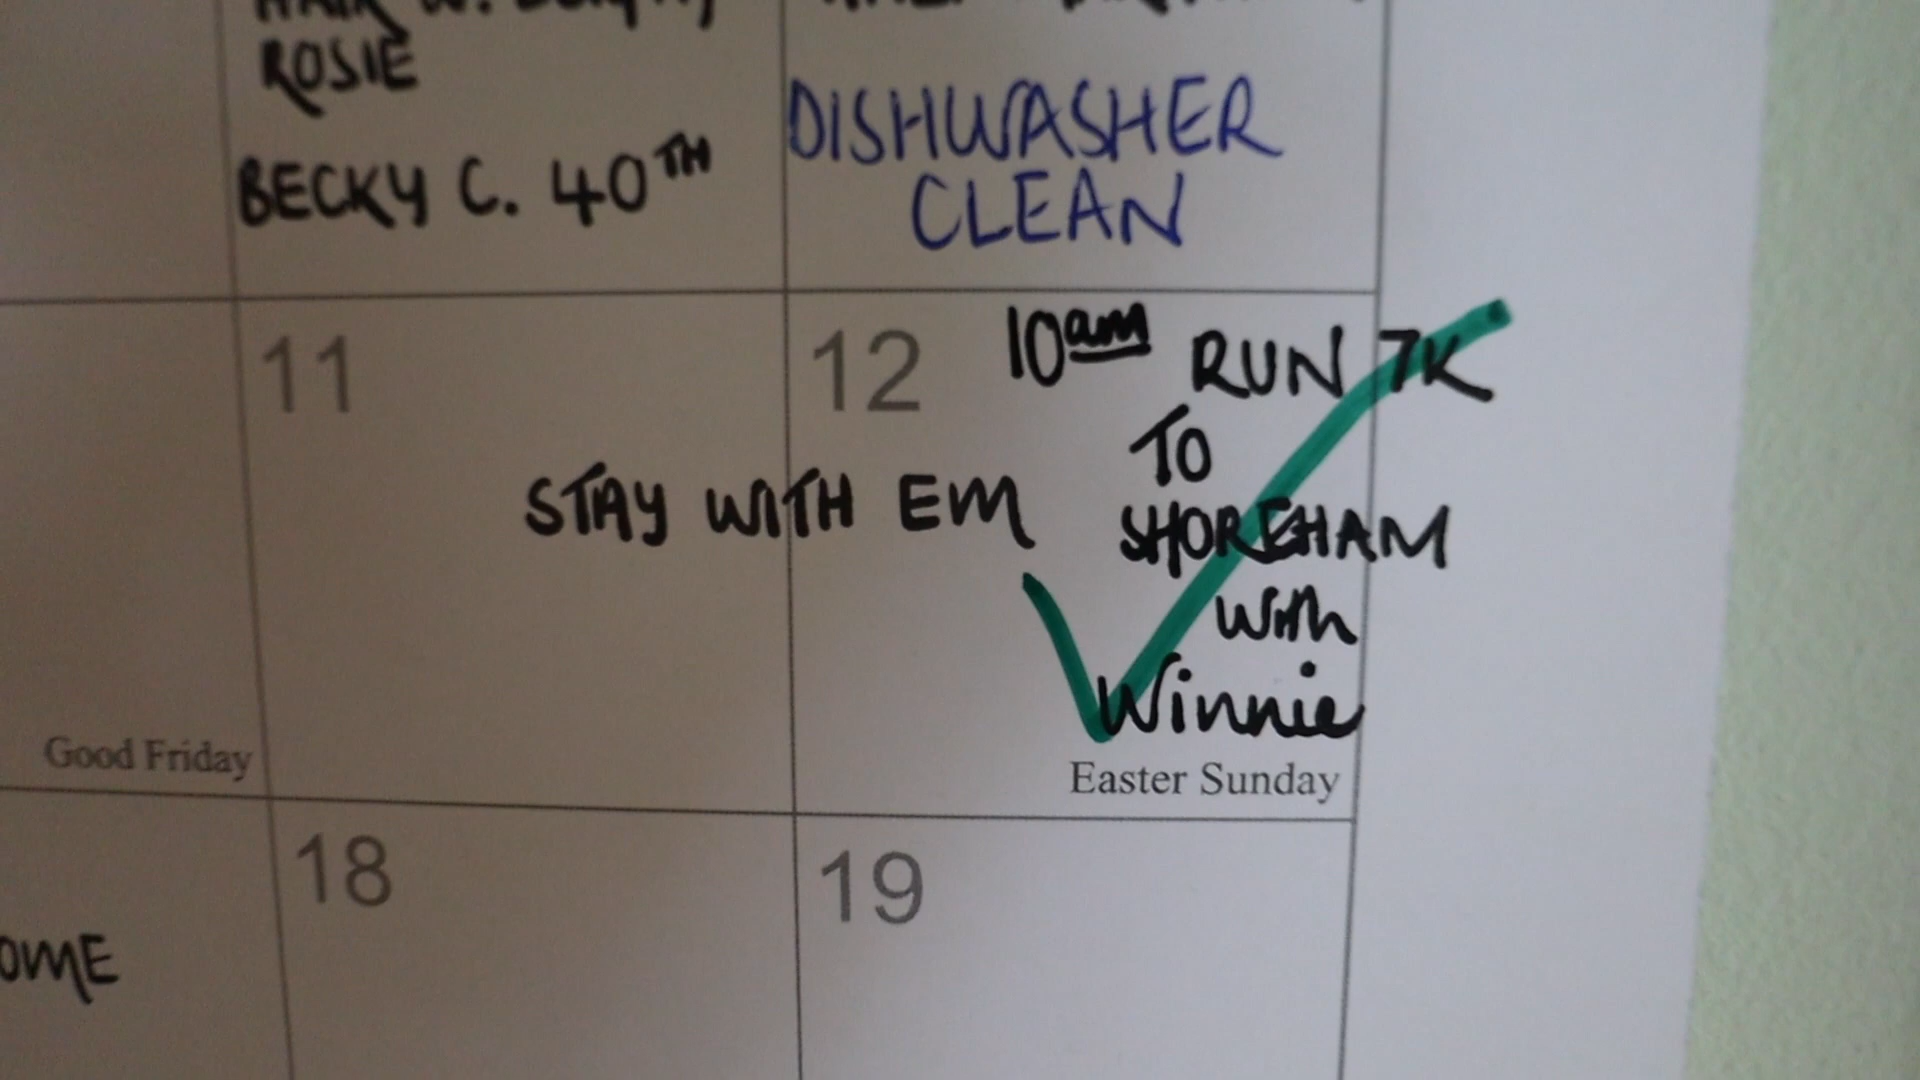 ROSIE
BECKY C. 40TH
DISHWASHER
CLEAN
11
12
10am RUN 7K
TO
SHOREHAM
with
Winnie
STAY WITH EM
Good Friday
Easter Sunday
18
19
OME